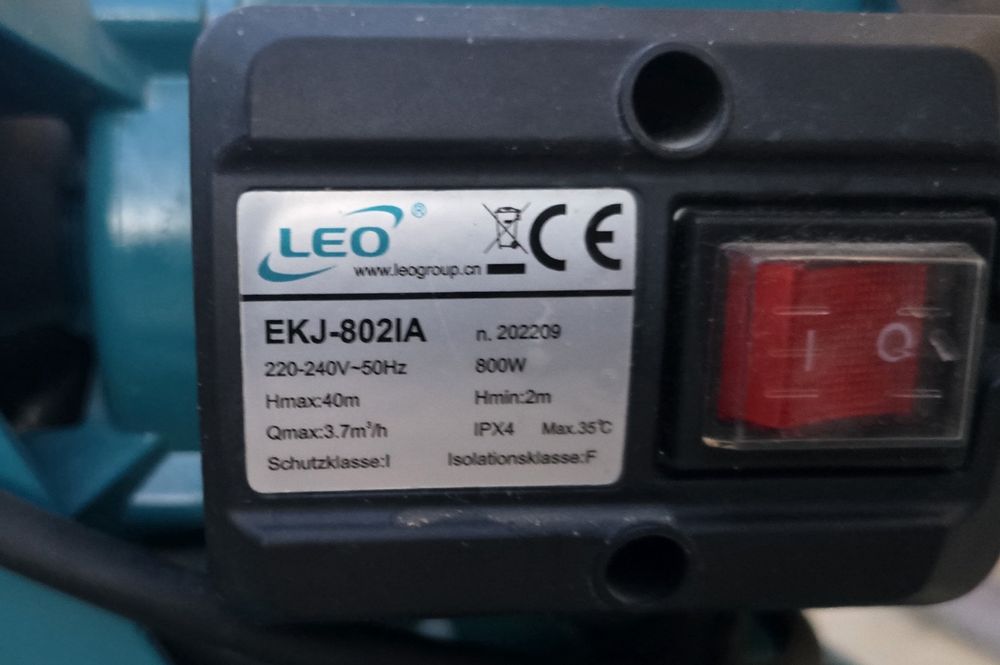 LEO ®
www.leogroup.cn
CE
EKJ-802IA n. 202209
220-240V~50Hz 800W
Hmax:40m Hmin:2m
Qmax:3.7m³/h IPX4 Max.35℃
Schutzklasse:I Isolationsklasse:F
I O